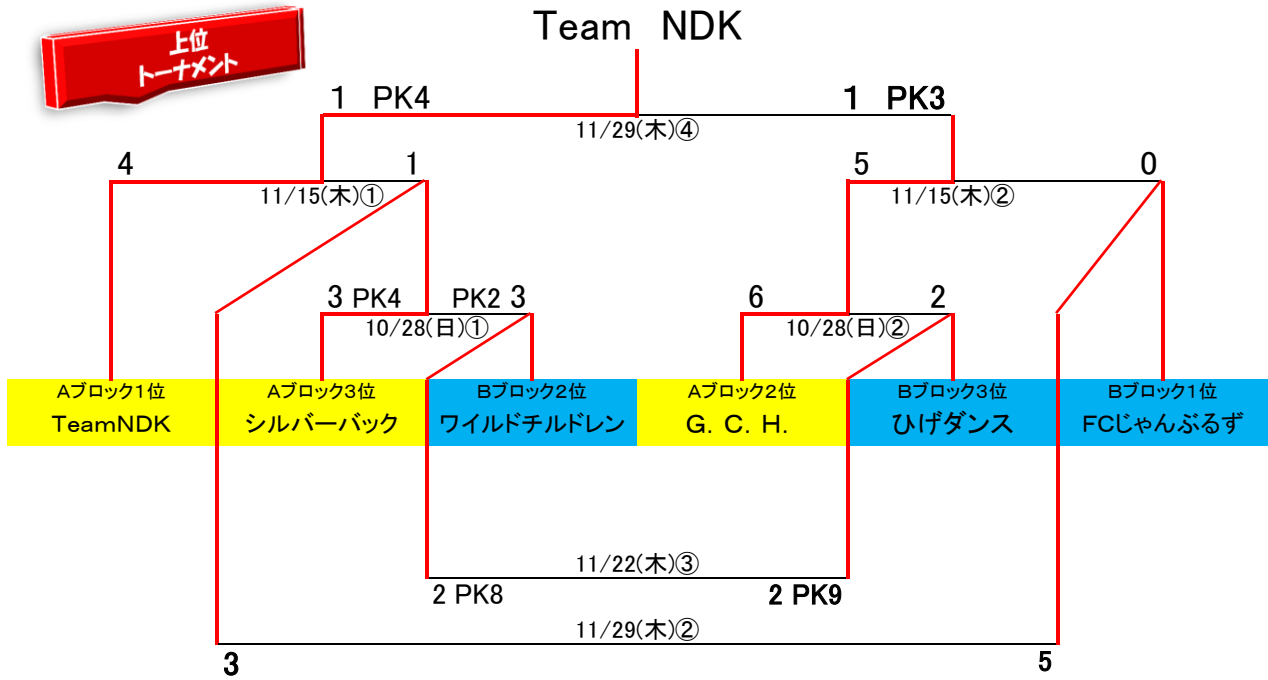 Team NDK
上位
トーナメント
1 PK4
1 PK3
11/29(木)④
4
1
5
0
11/15(木)①
11/15(木)②
3 PK4
PK2 3
6
2
10/28(日)①
10/28(日)②
Aブロック1位
Aブロック3位
Bブロック2位
Aブロック2位
Bブロック3位
Bブロック1位
TeamNDK
シルバーバック
ワイルドチルドレン
G. C. H.
ひげダンス
FCじゃんぶるず
11/22(木)③
2 PK8
2 PK9
11/29(木)②
3
5